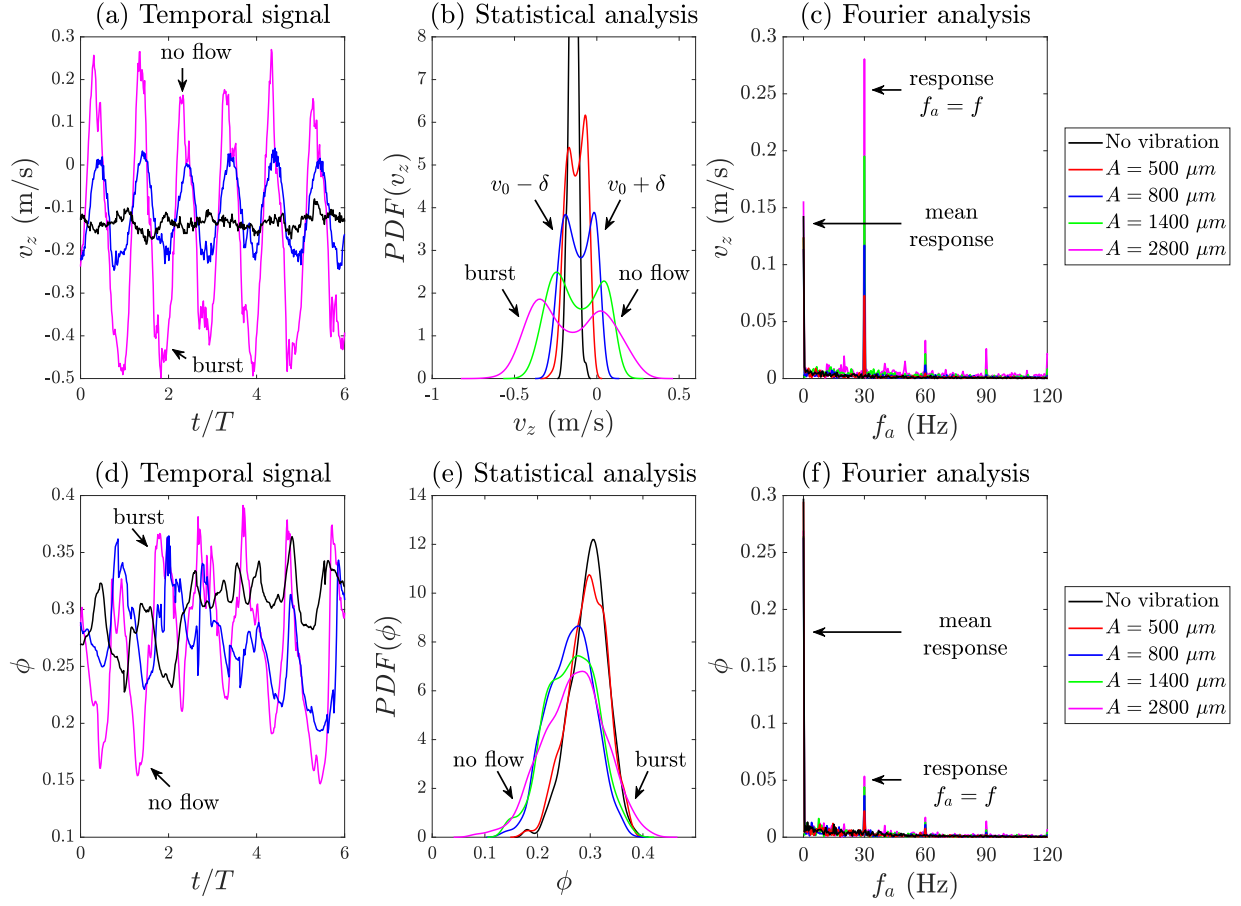 (a) Temporal signal
0.3
0.2
0.1
0
-0.1
-0.2
-0.3
-0.4
-0.5
v_z (m/s)
no flow
burst
0 2 4 6
t/T
(b) Statistical analysis
8
7
6
5
4
3
2
1
0
PDF(v_z)
v_0 − δ
v_0 + δ
burst
no flow
-1 -0.5 0 0.5
v_z (m/s)
(c) Fourier analysis
0.3
0.25
0.2
0.15
0.1
0.05
0
v_z (m/s)
response
f_a = f
mean
response
0 30 60 90 120
f_a (Hz)
No vibration
A = 500 μm
A = 800 μm
A = 1400 μm
A = 2800 μm
(d) Temporal signal
0.4
0.35
0.3
0.25
0.2
0.15
0.1
ϕ
burst
no flow
0 2 4 6
t/T
(e) Statistical analysis
14
12
10
8
6
4
2
0
PDF(ϕ)
no flow
burst
0 0.1 0.2 0.3 0.4
ϕ
(f) Fourier analysis
0.3
0.25
0.2
0.15
0.1
0.05
0
ϕ
mean
response
response
f_a = f
0 30 60 90 120
f_a (Hz)
No vibration
A = 500 μm
A = 800 μm
A = 1400 μm
A = 2800 μm